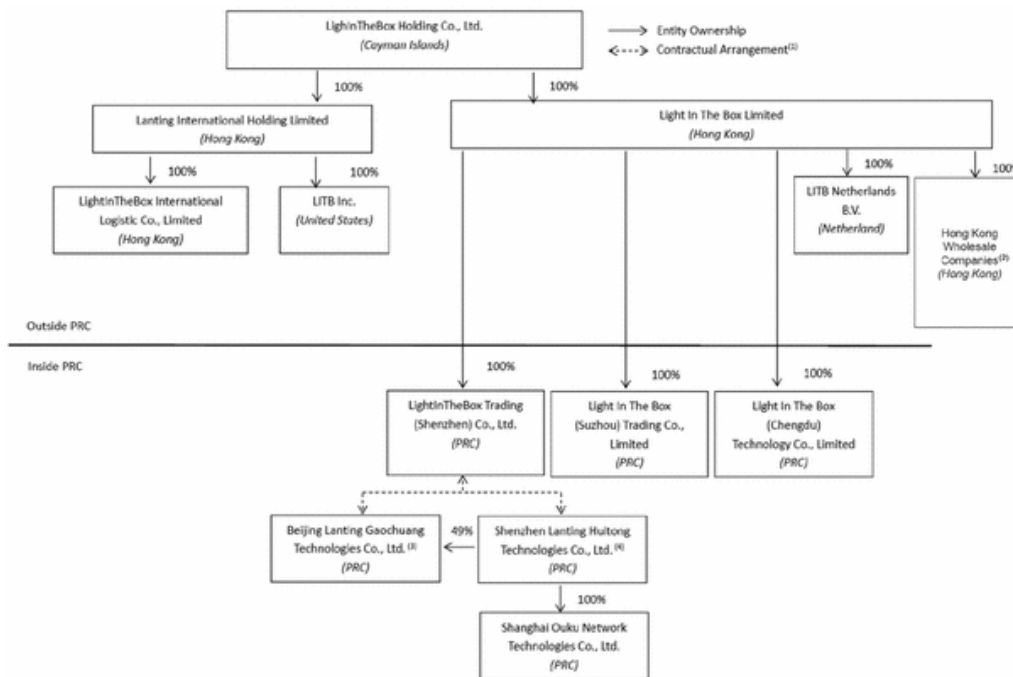 LighInTheBox Holding Co., Ltd.
(Cayman Islands)
Entity Ownership
Contractual Arrangement(1)
100%
100%
Lanting International Holding Limited
(Hong Kong)
Light In The Box Limited
(Hong Kong)
100%
100%
100%
100%
LightInTheBox International
Logistic Co., Limited
(Hong Kong)
LITB Inc.
(United States)
LITB Netherlands
B.V.
(Netherland)
Hong Kong
Wholesale
Companies(2)
(Hong Kong)
Outside PRC
Inside PRC
100%
100%
100%
LightInTheBox Trading
(Shenzhen) Co., Ltd.
(PRC)
Light In The Box
(Suzhou) Trading Co.,
Limited
(PRC)
Light In The Box
(Chengdu)
Technology Co., Limited
(PRC)
Beijing Lanting Gaochuang
Technologies Co., Ltd. (3)
(PRC)
49%
Shenzhen Lanting Huitong
Technologies Co., Ltd. (4)
(PRC)
100%
Shanghai Ouku Network
Technologies Co., Ltd.
(PRC)